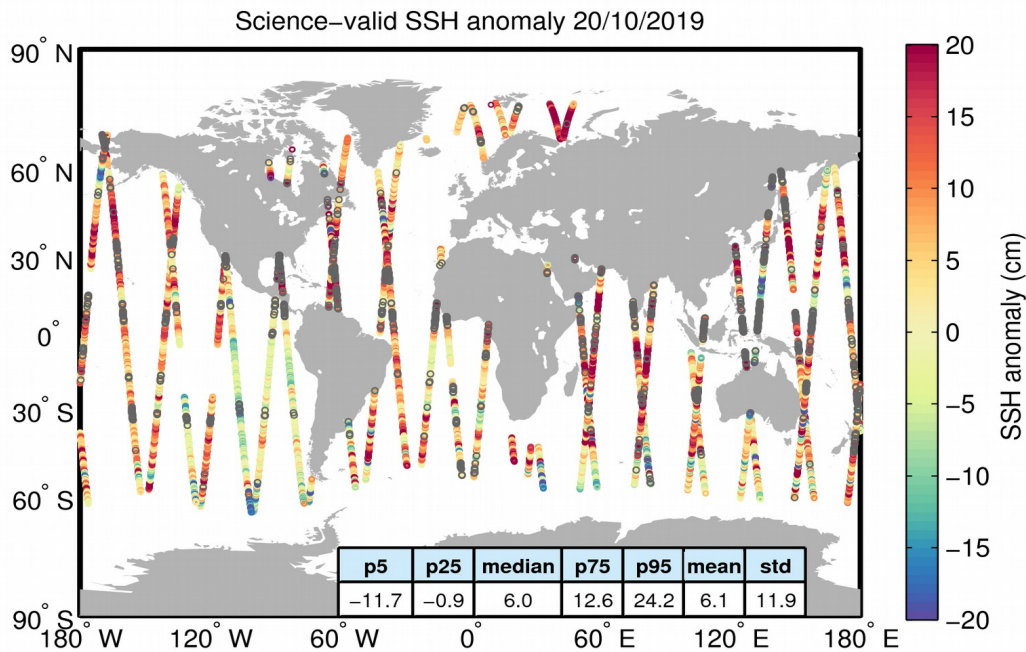 Science−valid SSH anomaly 20/10/2019
90° N
60° N
30° N
0°
30° S
60° S
90° S
180° W
120° W
60° W
0°
60° E
120° E
180° E
p5 p25 median p75 p95 mean std
−11.7 −0.9 6.0 12.6 24.2 6.1 11.9
20
15
10
5
0
−5
−10
−15
−20
SSH anomaly (cm)